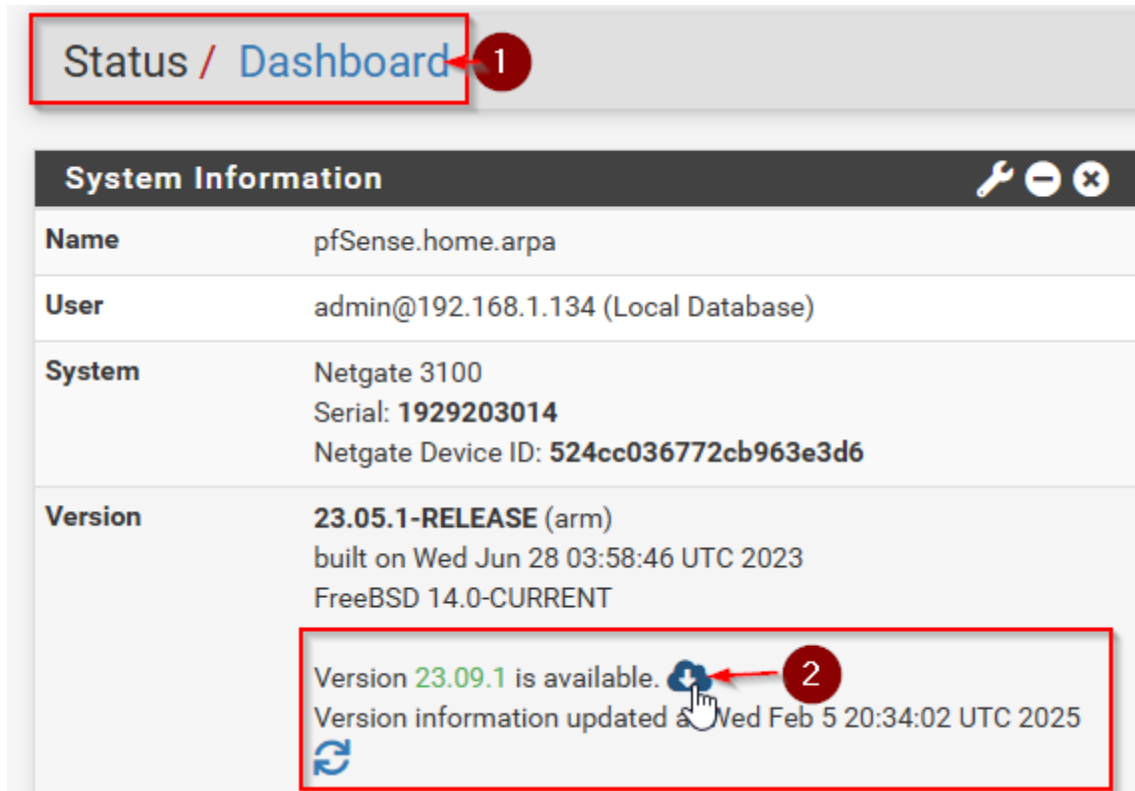 Status / Dashboard 1
System Information
Name pfSense.home.arpa
User admin@192.168.1.134 (Local Database)
System Netgate 3100
Serial: 1929203014
Netgate Device ID: 524cc036772cb963e3d6
Version 23.05.1-RELEASE (arm)
built on Wed Jun 28 03:58:46 UTC 2023
FreeBSD 14.0-CURRENT
Version 23.09.1 is available. 2
Version information updated Wed Feb 5 20:34:02 UTC 2025